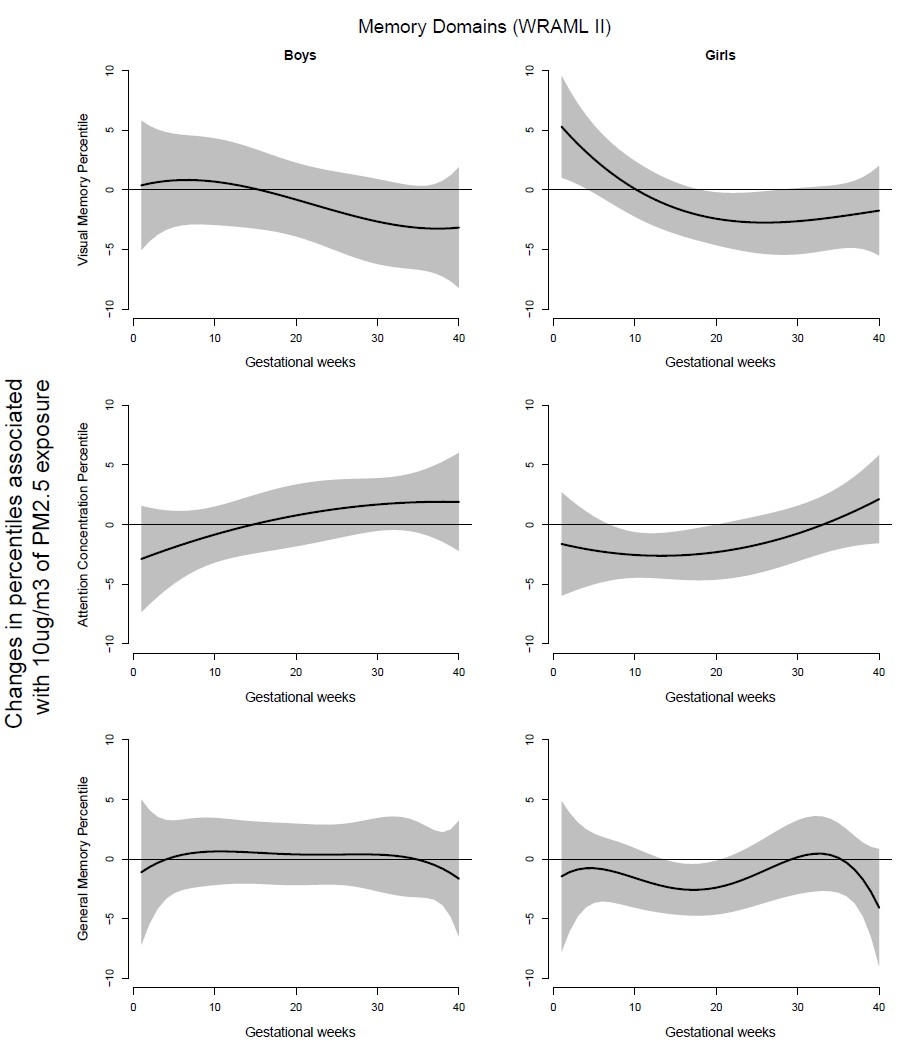 Memory Domains (WRAML II)
Boys
Girls
Changes in percentiles associated
with 10ug/m3 of PM2.5 exposure
Visual Memory Percentile
10
5
0
−5
−10
0 10 20 30 40
Gestational weeks
10
5
0
−5
−10
0 10 20 30 40
Gestational weeks
Attention Concentration Percentile
10
5
0
−5
−10
0 10 20 30 40
Gestational weeks
10
5
0
−5
−10
0 10 20 30 40
Gestational weeks
General Memory Percentile
10
5
0
−5
−10
0 10 20 30 40
Gestational weeks
10
5
0
−5
−10
0 10 20 30 40
Gestational weeks